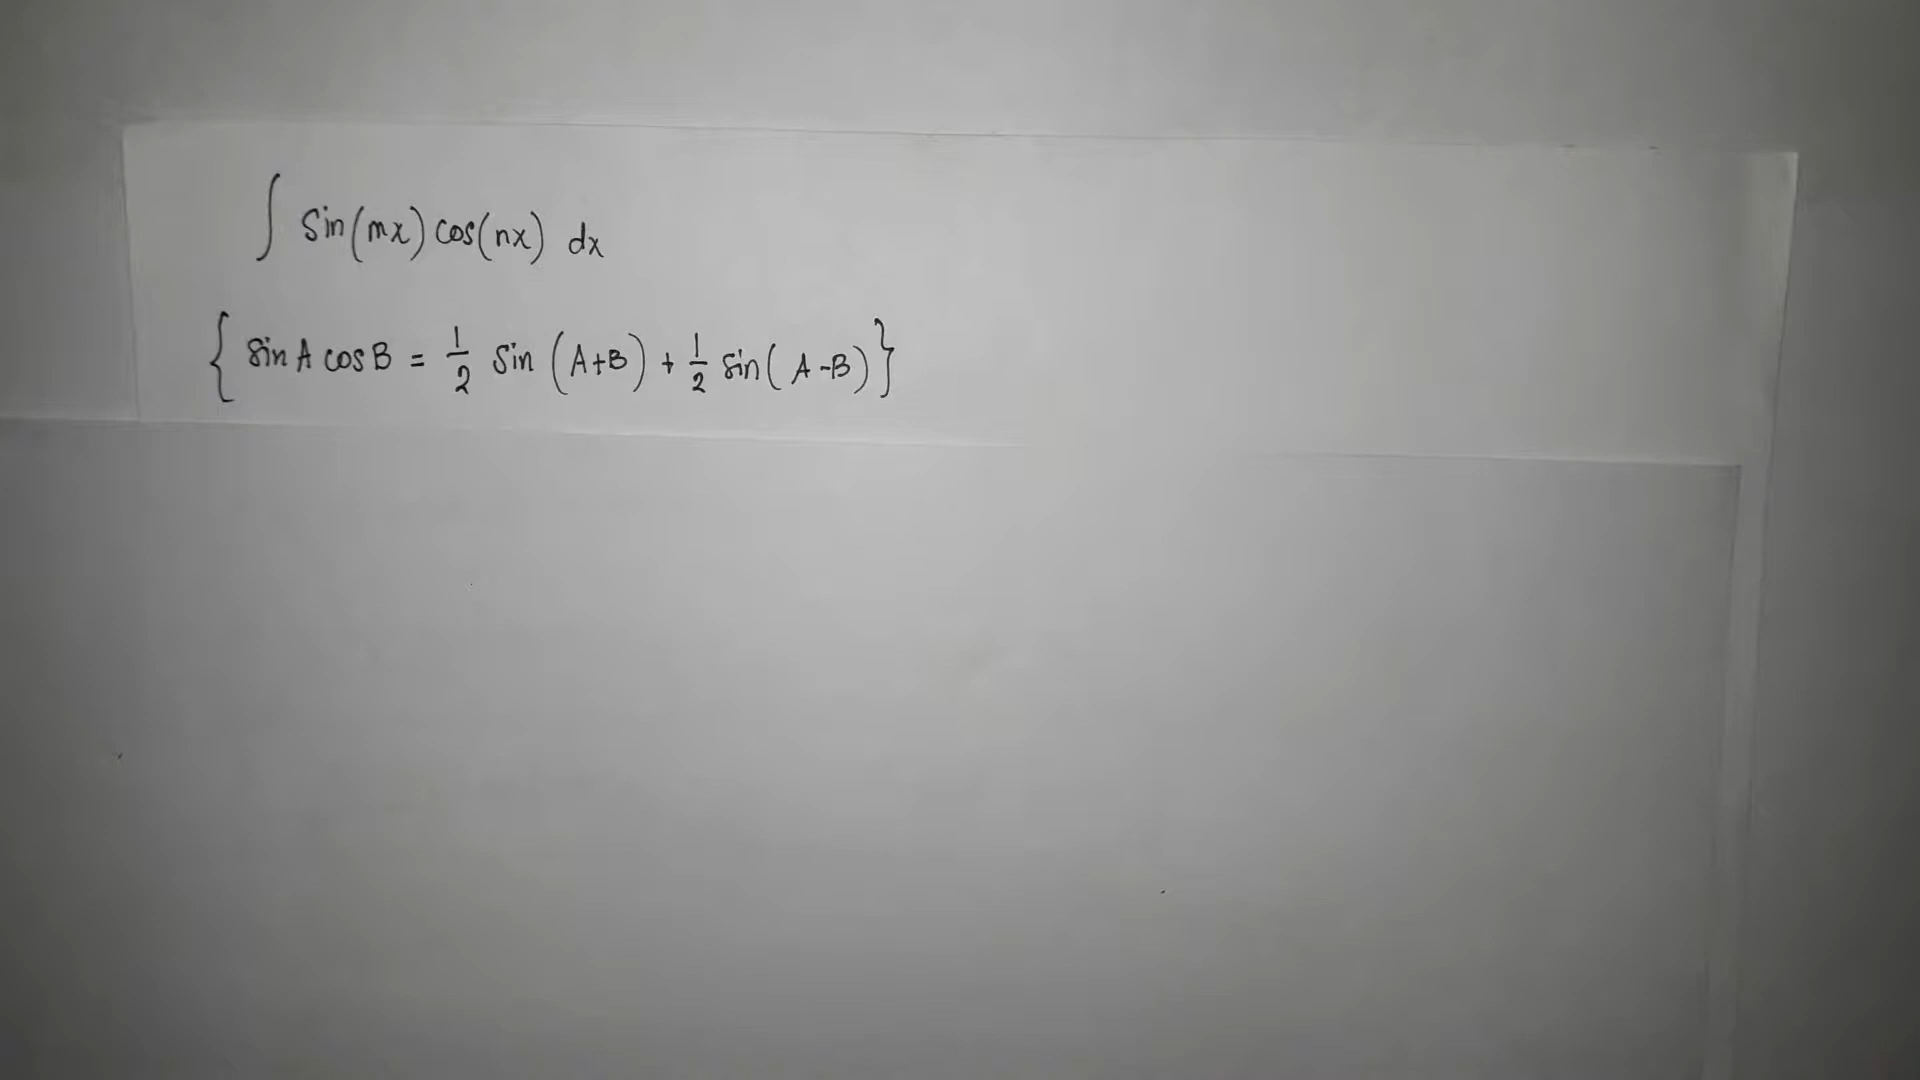 ∫ Sin(mx) cos(nx) dx
{ Sin A cos B = 1/2 Sin (A+B) + 1/2 Sin( A-B) }